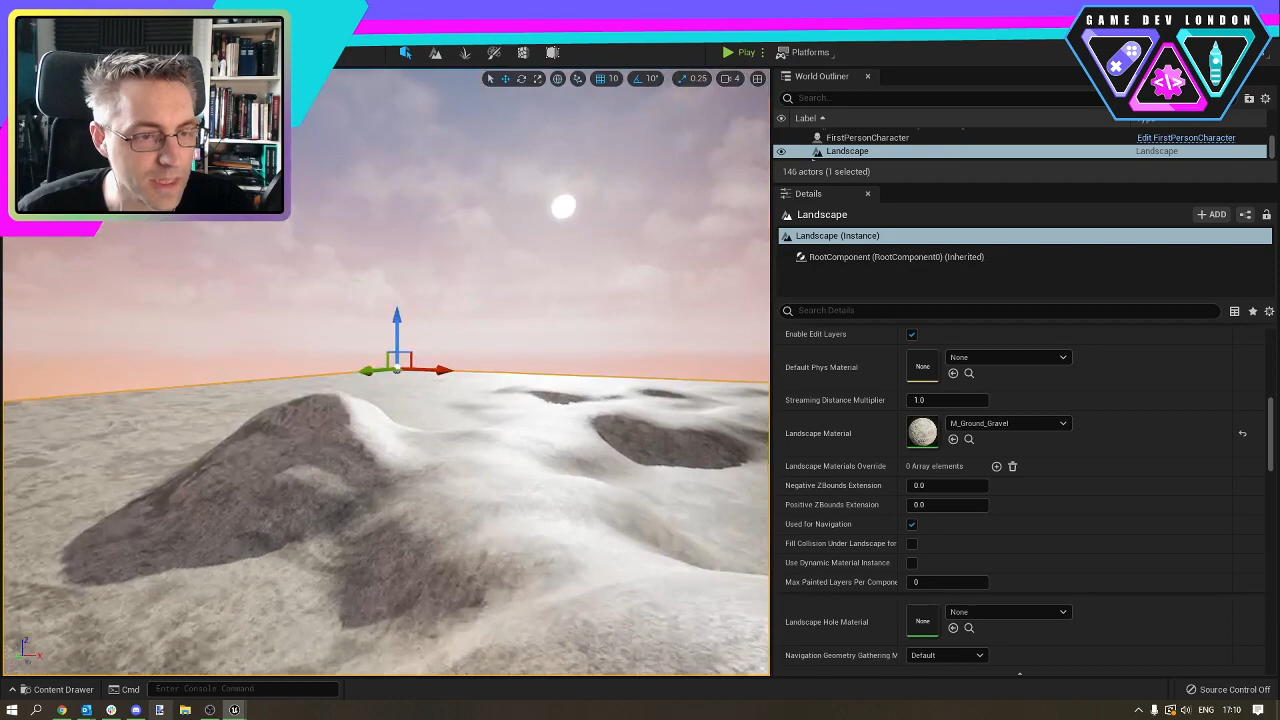 GAME DEV LONDON
Play
Platforms
10
10°
0.25
4
World Outliner
Search...
Label
Type
FirstPersonCharacter
Edit FirstPersonCharacter
Landscape
Landscape
146 actors (1 selected)
Details
Landscape
+ ADD
Landscape (Instance)
RootComponent (RootComponent0) (Inherited)
Search Details
Enable Edit Layers
Default Phys Material
None
None
Streaming Distance Multiplier
1.0
Landscape Material
M_Ground_Gravel
Landscape Materials Override
0 Array elements
Negative ZBounds Extension
0.0
Positive ZBounds Extension
0.0
Used for Navigation
Fill Collision Under Landscape for
Use Dynamic Material Instance
Max Painted Layers Per Compone
0
Landscape Hole Material
None
None
Navigation Geometry Gathering M
Default
Z
X
Content Drawer
Cmd
Enter Console Command
Source Control Off
ENG
17:10